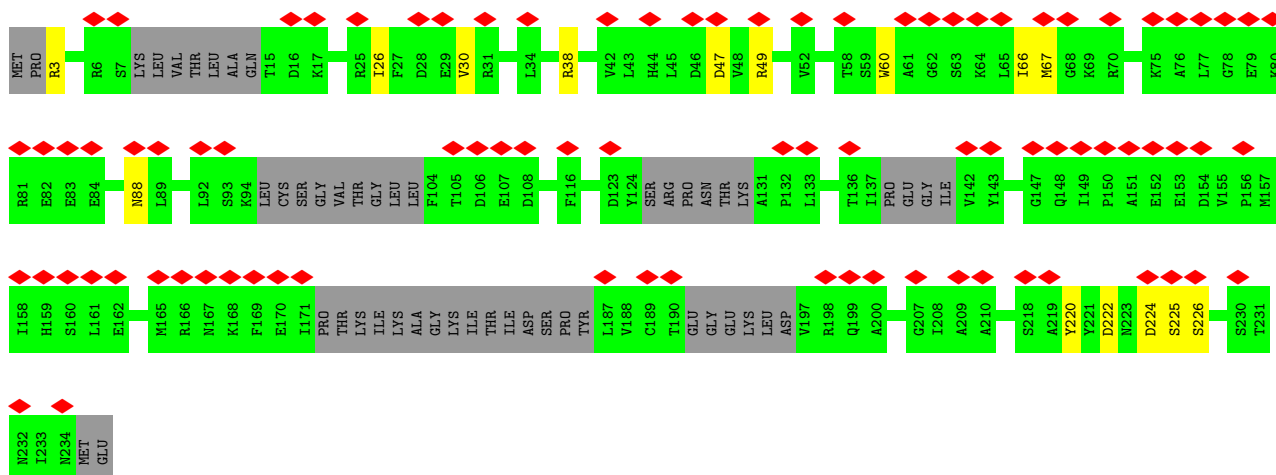 MET PRO R3 R6 S7 LYS LEU VAL THR LEU ALA GLN T15 D16 K17 R25 I26 F27 D28 E29 V30 R31 L34 R38 V42 L43 H44 L45 D46 D47 V48 R49 V52 T58 S59 W60 A61 G62 S63 K64 L65 I66 M67 G68 K69 R70 K75 A76 L77 G78 E79 K80
R81 E82 E83 E84 N88 L89 L92 S93 K94 LEU CYS SER GLY VAL THR GLY LEU LEU F104 T105 D106 E107 D108 F116 D123 Y124 SER ARG PRO ASN THR LYS A131 P132 L133 T136 I137 PRO GLU GLY ILE V142 Y143 G147 Q148 I149 P150 A151 E152 E153 D154 V155 P156 M157
I158 H159 S160 L161 E162 M165 R166 N167 K168 F169 E170 I171 PRO THR LYS ILE LYS ALA GLY LYS ILE THR ILE ASP SER PRO TYR L187 V188 C189 T190 GLU GLY GLU LYS LEU ASP V197 R198 Q199 A200 G207 I208 A209 A210 S218 A219 Y220 Y221 D222 N223 D224 S225 S226 S230 T231
N232 I233 N234 MET GLU